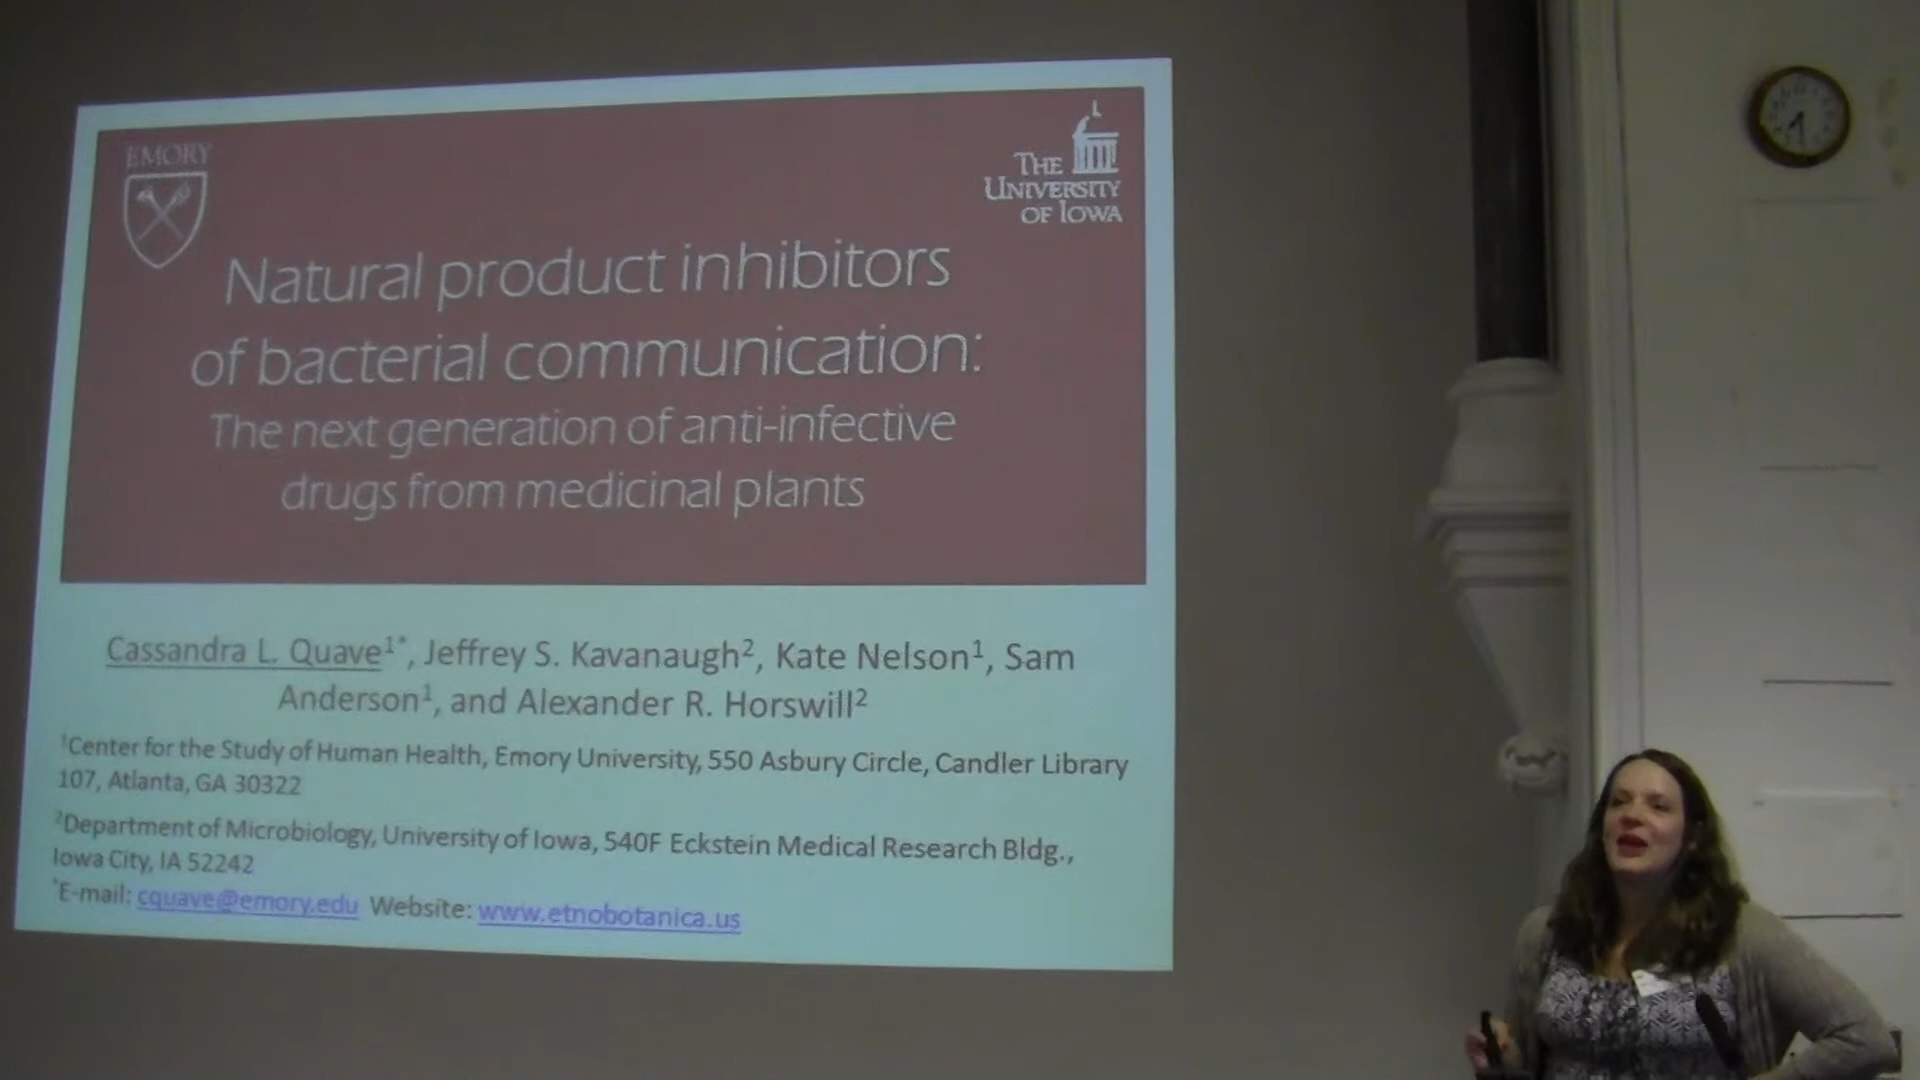 EMORY
THE
UNIVERSITY
OF IOWA
Natural product inhibitors
of bacterial communication:
The next generation of anti-infective
drugs from medicinal plants
Cassandra L. Quave1*, Jeffrey S. Kavanaugh2, Kate Nelson1, Sam
Anderson1, and Alexander R. Horswill2
1Center for the Study of Human Health, Emory University, 550 Asbury Circle, Candler Library
107, Atlanta, GA 30322
2Department of Microbiology, University of Iowa, 540F Eckstein Medical Research Bldg.,
Iowa City, IA 52242
*E-mail: cquave@emory.edu Website: www.etnobotanica.us